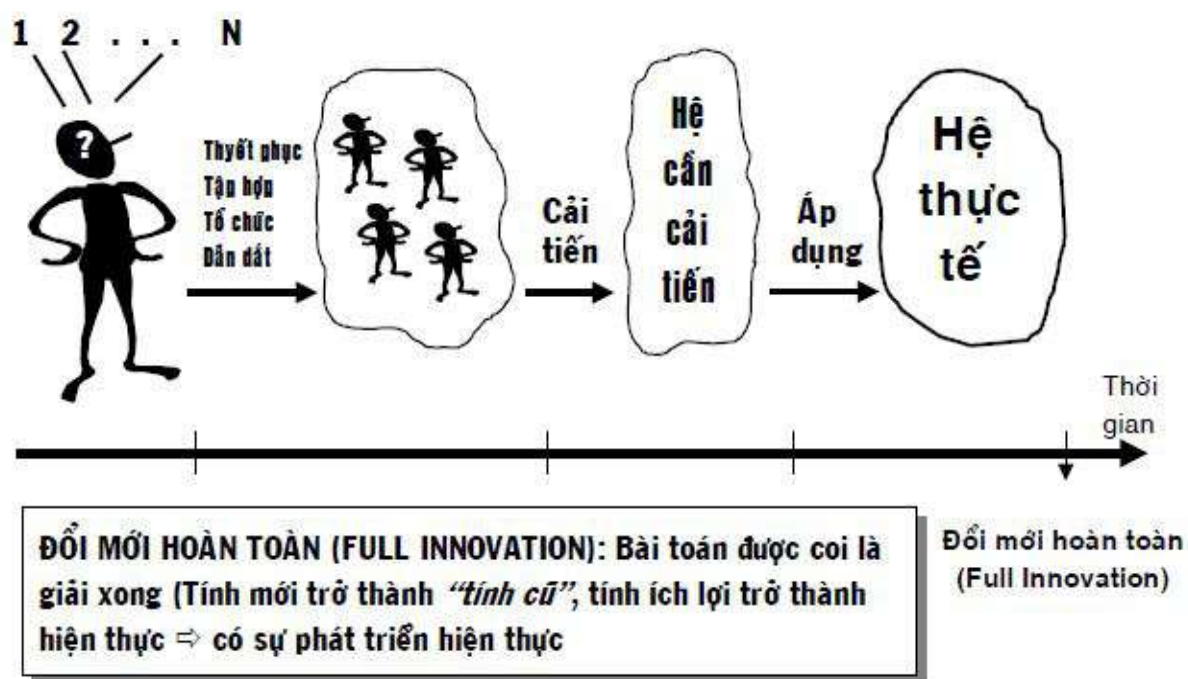 1 2 . . . N
Thyết phục
Tập hợp
Tổ chức
Dẫn dắt
Cải
tiến
Hệ
cần
cải
tiến
Áp
dụng
Hệ
thực
tế
Thời
gian
ĐỔI MỚI HOÀN TOÀN (FULL INNOVATION): Bài toán được coi là
giải xong (Tính mới trở thành “tính cũ”, tính ích lợi trở thành
hiện thực ⇨ có sự phát triển hiện thực
Đổi mới hoàn toàn
(Full Innovation)
?